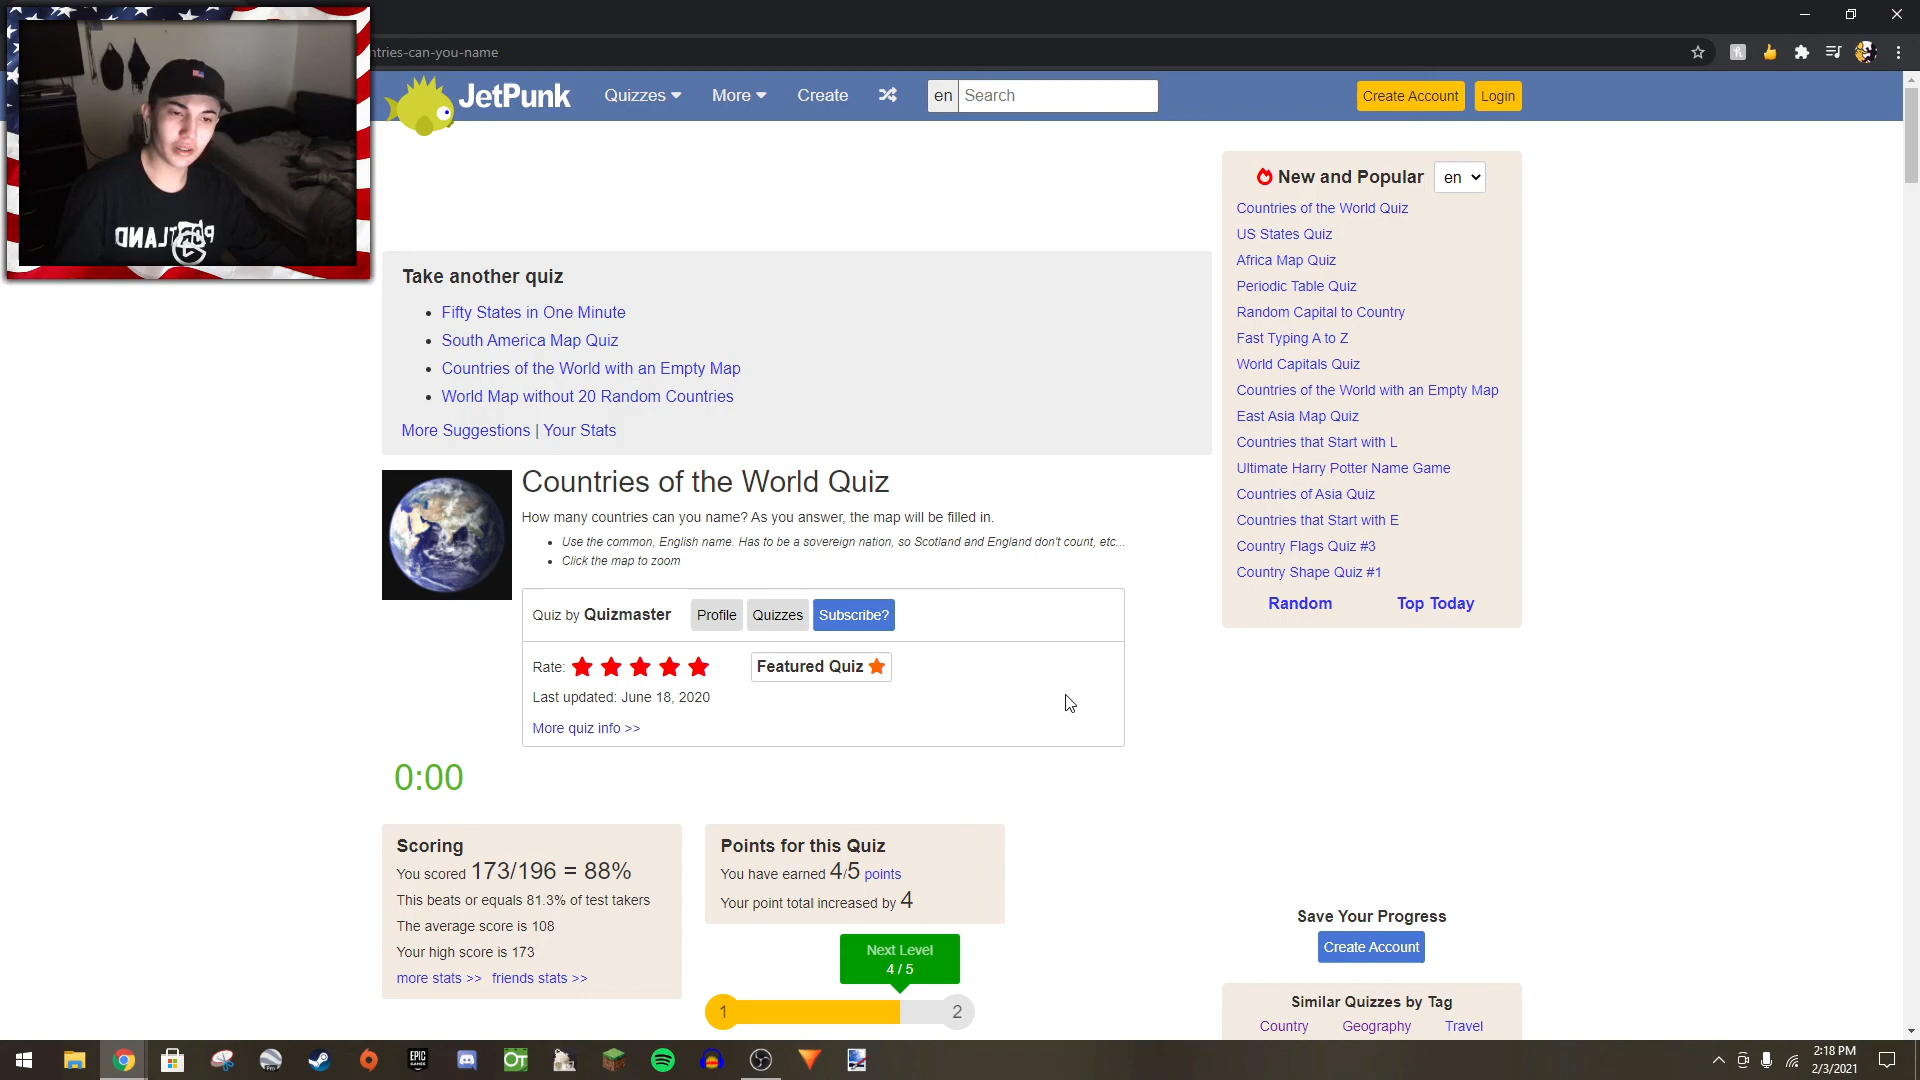 ntries-can-you-name
JetPunk
Quizzes
More
Create
en
Search
Create Account
Login
Take another quiz
Fifty States in One Minute
South America Map Quiz
Countries of the World with an Empty Map
World Map without 20 Random Countries
More Suggestions | Your Stats
Countries of the World Quiz
How many countries can you name? As you answer, the map will be filled in.
Use the common, English name. Has to be a sovereign nation, so Scotland and England don't count, etc...
Click the map to zoom
Quiz by Quizmaster
Profile
Quizzes
Subscribe?
Rate:
Featured Quiz
Last updated: June 18, 2020
More quiz info >>
0:00
Scoring
You scored 173/196 = 88%
This beats or equals 81.3% of test takers
The average score is 108
Your high score is 173
more stats >> friends stats >>
Points for this Quiz
You have earned 4/5 points
Your point total increased by 4
Next Level
4 / 5
1
2
New and Popular
en
Countries of the World Quiz
US States Quiz
Africa Map Quiz
Periodic Table Quiz
Random Capital to Country
Fast Typing A to Z
World Capitals Quiz
Countries of the World with an Empty Map
East Asia Map Quiz
Countries that Start with L
Ultimate Harry Potter Name Game
Countries of Asia Quiz
Countries that Start with E
Country Flags Quiz #3
Country Shape Quiz #1
Random
Top Today
Save Your Progress
Create Account
Similar Quizzes by Tag
Country
Geography
Travel
PORTLAND
EPIC
GAMES
OT
2:18 PM
2/3/2021